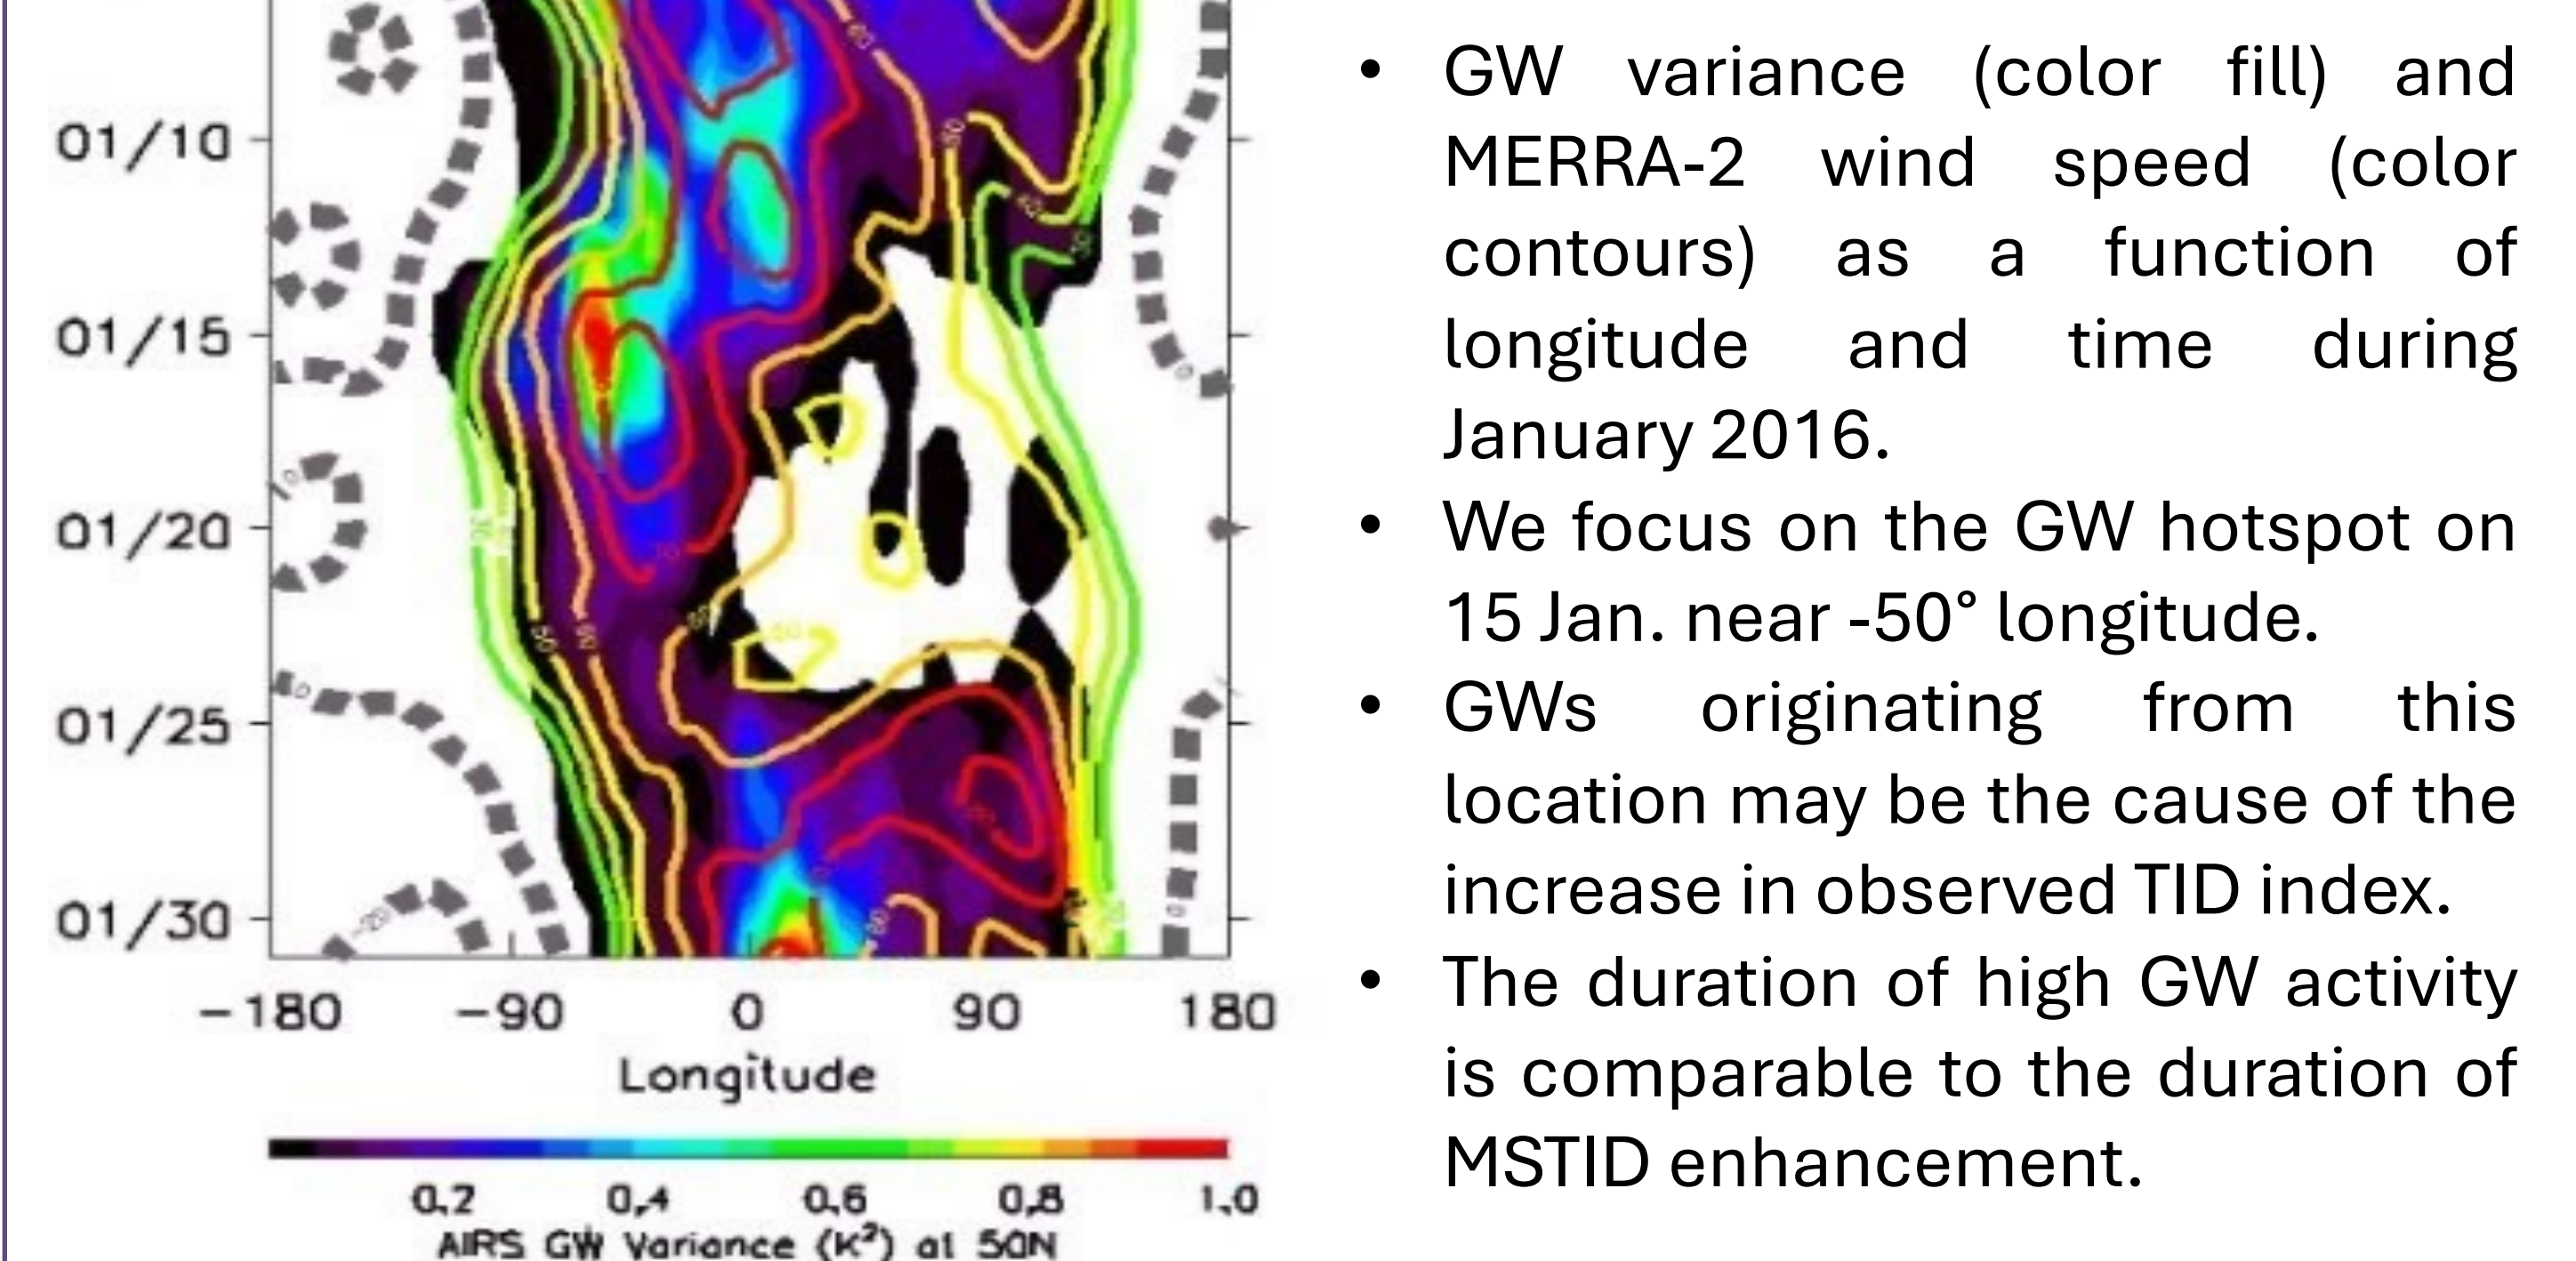 01/10
01/15
01/20
01/25
01/30
-180 -90 0 90 180
Longitude
0.2 0.4 0.6 0.8 1.0
AIRS GW Variance (K²) at 50N
• GW variance (color fill) and
MERRA-2 wind speed (color
contours) as a function of
longitude and time during
January 2016.
• We focus on the GW hotspot on
15 Jan. near -50° longitude.
• GWs originating from this
location may be the cause of the
increase in observed TID index.
• The duration of high GW activity
is comparable to the duration of
MSTID enhancement.